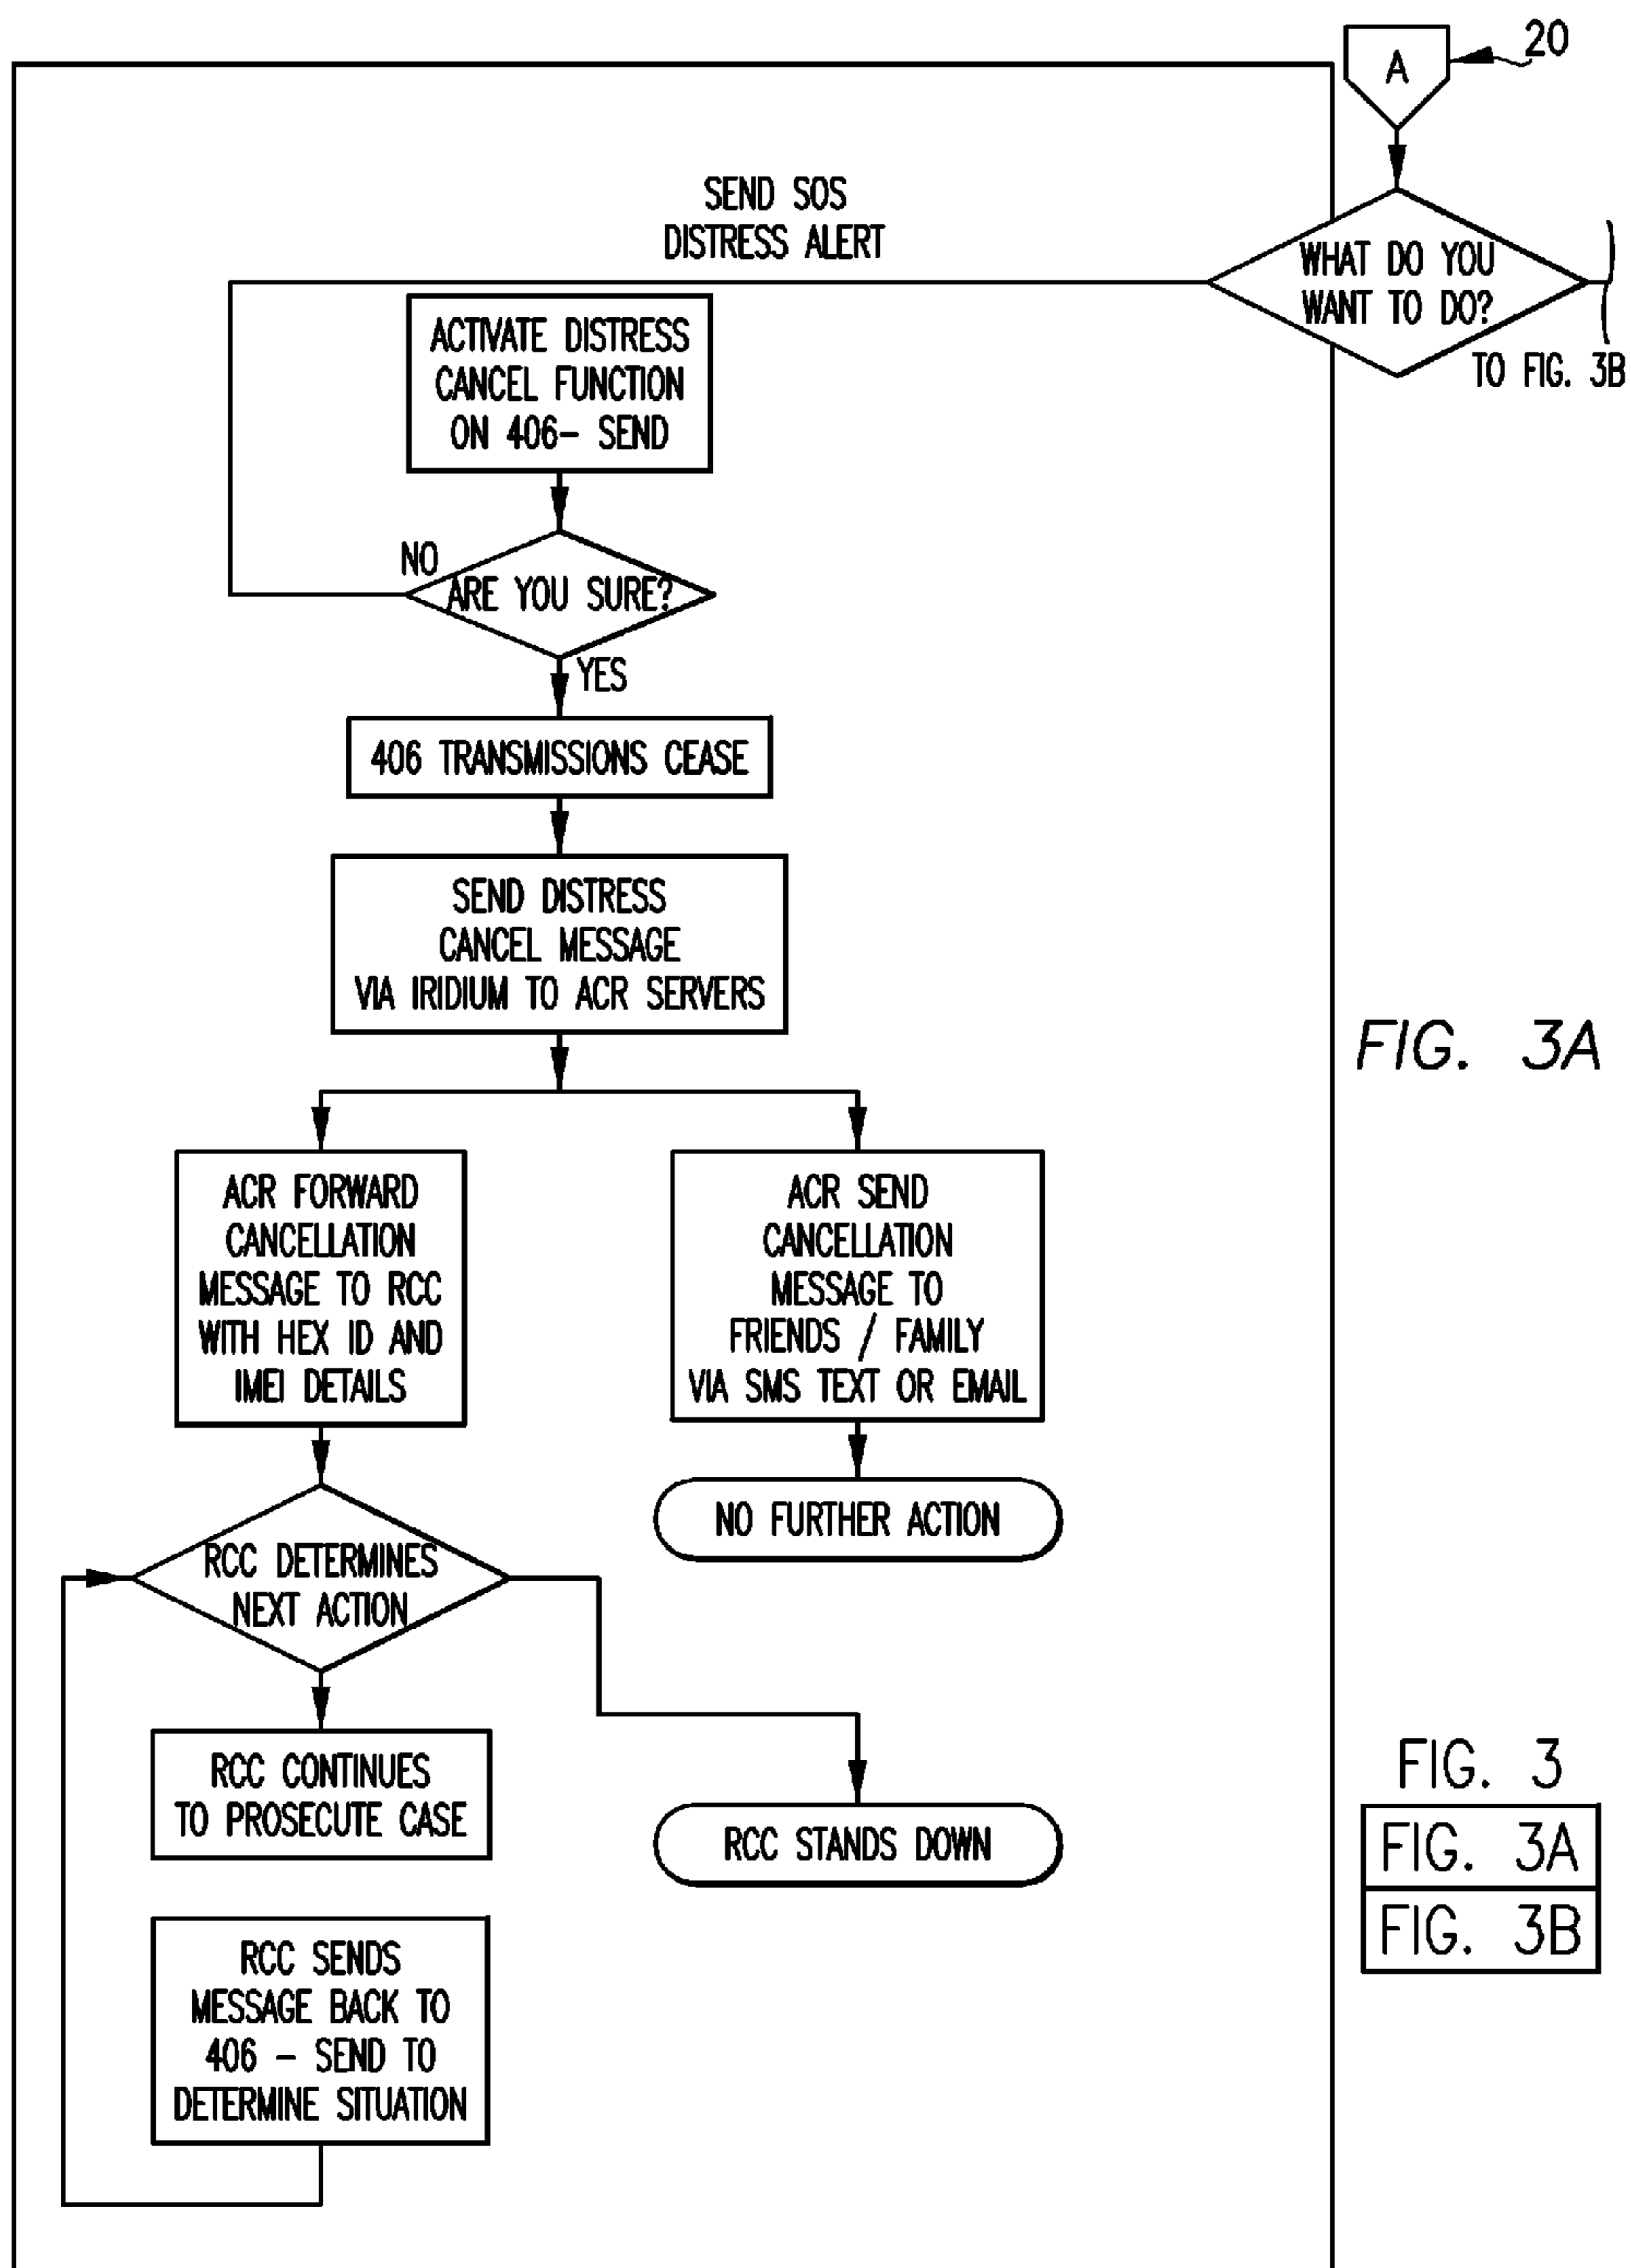 A
20
SEND SOS
DISTRESS ALERT
WHAT DO YOU
WANT TO DO?
TO FIG. 3B
ACTIVATE DISTRESS
CANCEL FUNCTION
ON 406- SEND
NO
ARE YOU SURE?
YES
406 TRANSMISSIONS CEASE
SEND DISTRESS
CANCEL MESSAGE
VIA IRIDIUM TO ACR SERVERS
FIG. 3A
ACR FORWARD
CANCELLATION
MESSAGE TO RCC
WITH HEX ID AND
IMEI DETAILS
ACR SEND
CANCELLATION
MESSAGE TO
FRIENDS / FAMILY
VIA SMS TEXT OR EMAIL
NO FURTHER ACTION
RCC DETERMINES
NEXT ACTION
RCC CONTINUES
TO PROSECUTE CASE
RCC STANDS DOWN
RCC SENDS
MESSAGE BACK TO
406 - SEND TO
DETERMINE SITUATION
FIG. 3
FIG. 3A
FIG. 3B